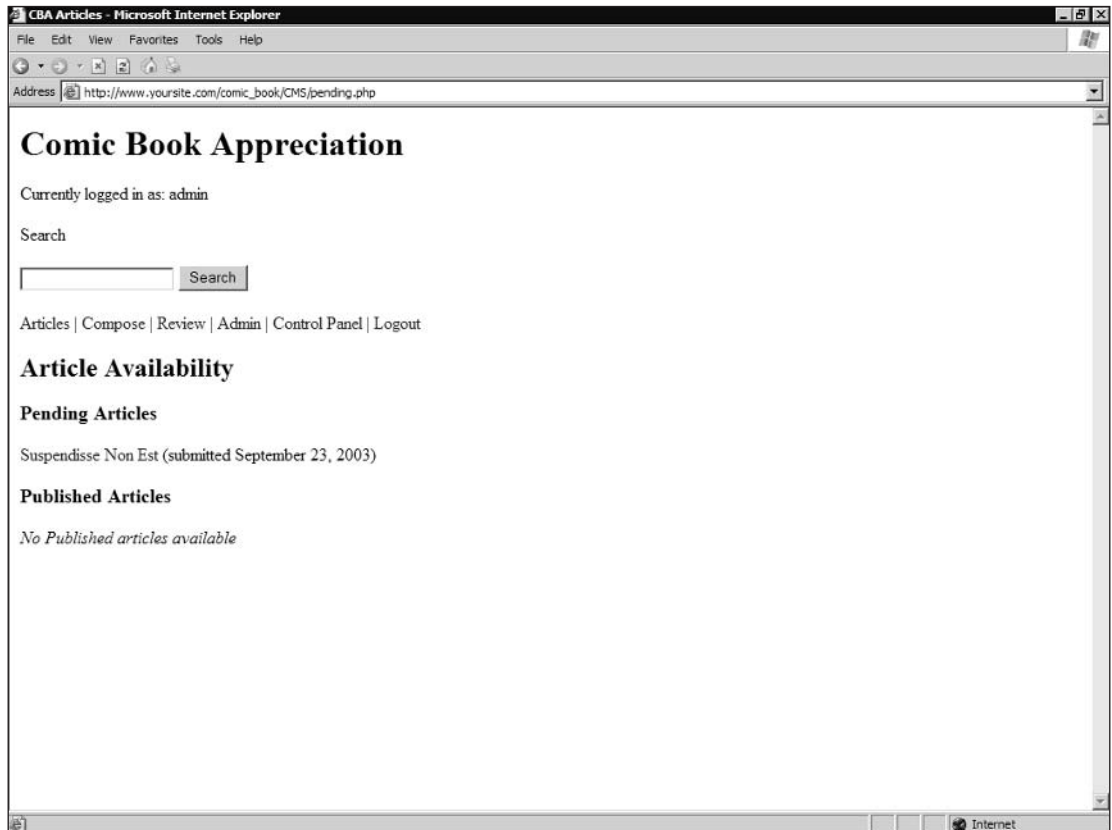 CBA Articles - Microsoft Internet Explorer
File Edit View Favorites Tools Help
Address http://www.yoursite.com/comic_book/CMS/pending.php
Comic Book Appreciation
Currently logged in as: admin
Search
Search
Articles | Compose | Review | Admin | Control Panel | Logout
Article Availability
Pending Articles
Suspendisse Non Est (submitted September 23, 2003)
Published Articles
No Published articles available
Internet